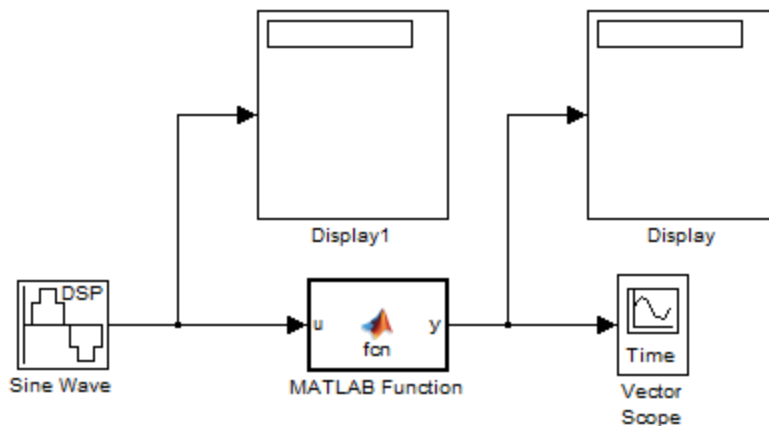 Display1
Display
DSP
Sine Wave
u
fcn
y
MATLAB Function
Time
Vector
Scope